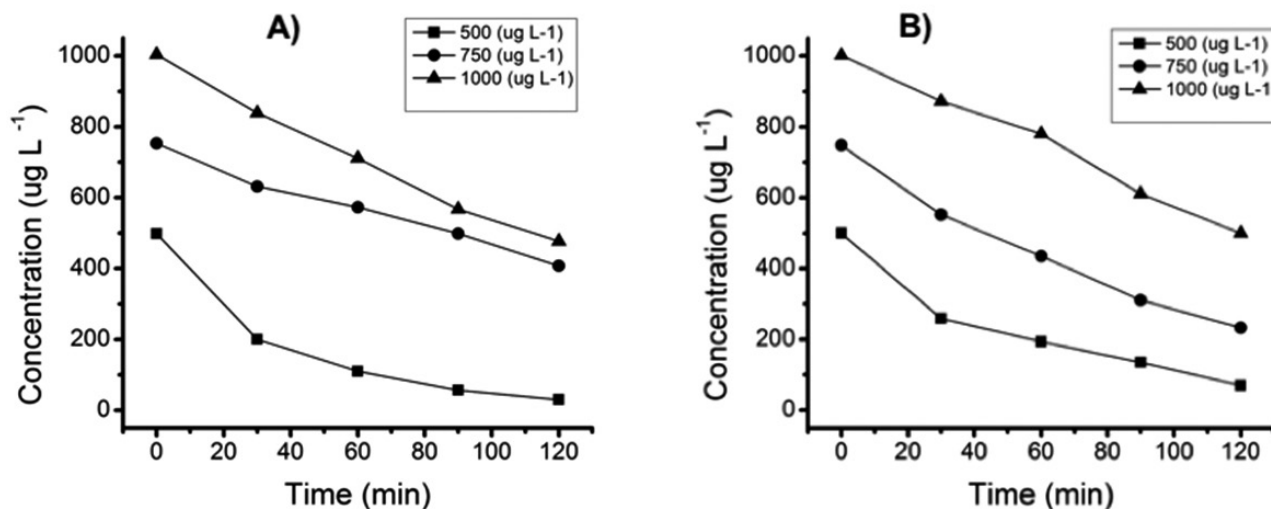 A)
500 (ug L-1)
750 (ug L-1)
1000 (ug L-1)
1000
800
600
400
200
0
Concentration (ug L -1)
0 20 40 60 80 100 120
Time (min)
B)
500 (ug L-1)
750 (ug L-1)
1000 (ug L-1
1000
800
600
400
200
0
Concentration (ug L-1)
0 20 40 60 80 100 120
Time (min)